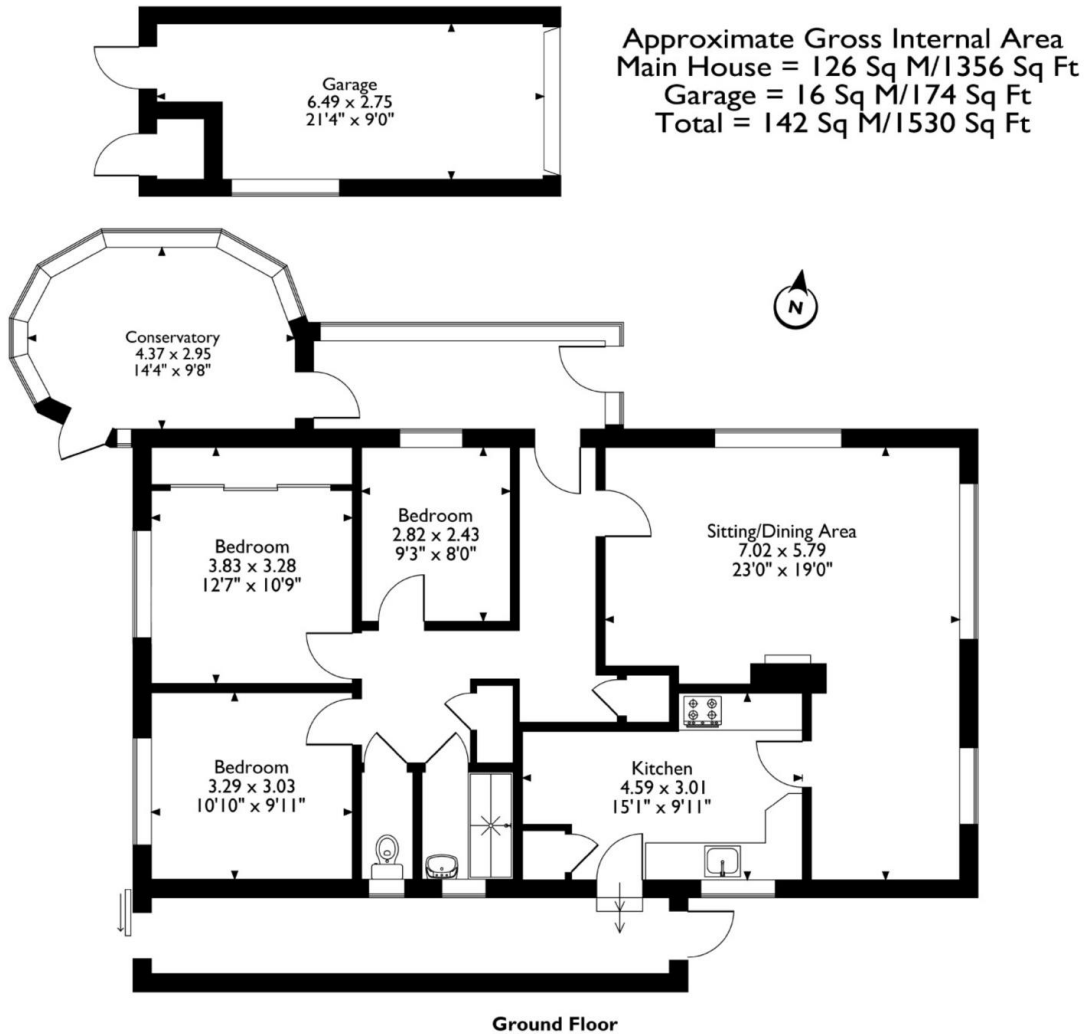 Garage
6.49 x 2.75
21'4" x 9'0"
Approximate Gross Internal Area
Main House = 126 Sq M/1356 Sq Ft
Garage = 16 Sq M/174 Sq Ft
Total = 142 Sq M/1530 Sq Ft
N
Conservatory
4.37 x 2.95
14'4" x 9'8"
Bedroom
3.83 x 3.28
12'7" x 10'9"
Bedroom
2.82 x 2.43
9'3" x 8'0"
Sitting/Dining Area
7.02 x 5.79
23'0" x 19'0"
Bedroom
3.29 x 3.03
10'10" x 9'11"
Kitchen
4.59 x 3.01
15'1" x 9'11"
Ground Floor